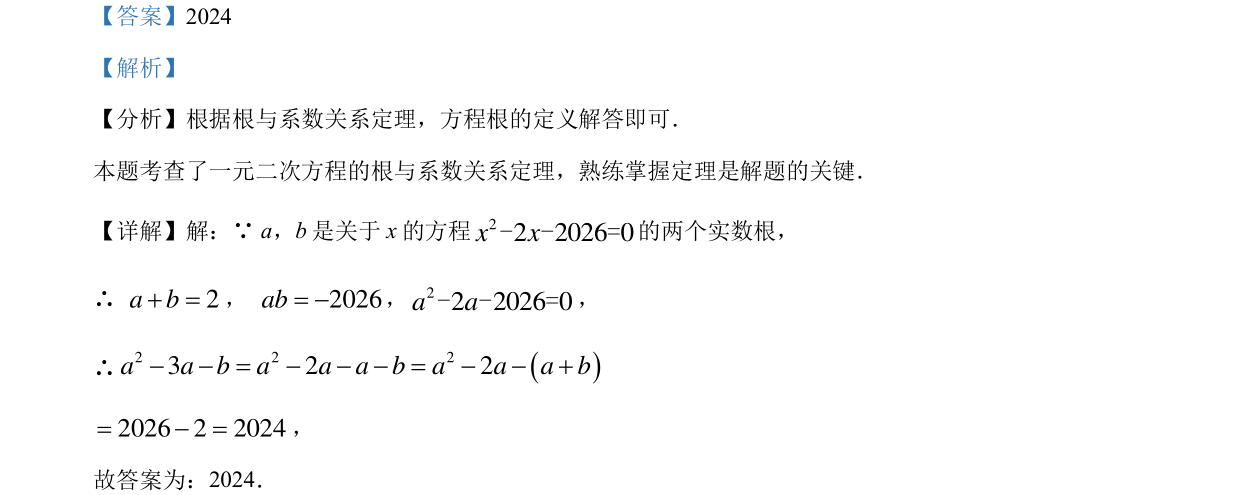 【答案】2024
【解析】
【分析】根据根与系数关系定理，方程根的定义解答即可．
本题考查了一元二次方程的根与系数关系定理，熟练掌握定理是解题的关键．
【详解】解：∵ a，b 是关于 x 的方程 x²-2x-2026=0 的两个实数根，
∴ a+b=2， ab=-2026，a²-2a-2026=0，
∴ a²-3a-b=a²-2a-a-b=a²-2a-(a+b)
=2026-2=2024，
故答案为：2024．